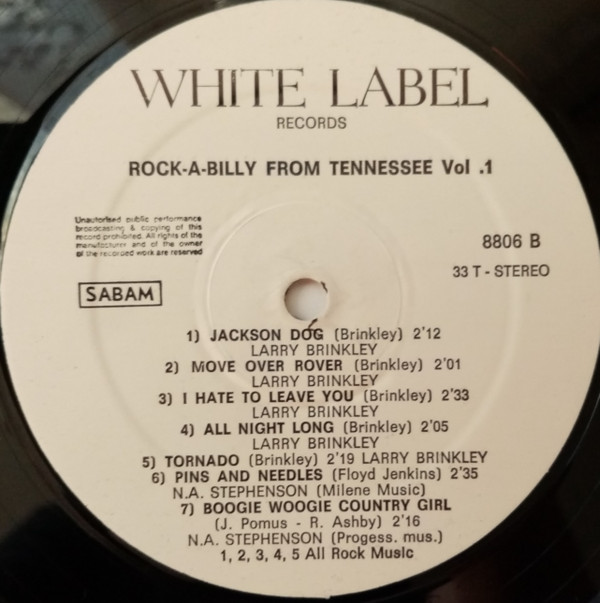 WHITE LABEL
RECORDS
ROCK-A-BILLY FROM TENNESSEE Vol .1
Unauthorised public performance
broadcasting & copying of this
record prohibited. All rights of the
manufacturer and of the owner
of the recorded work are reserved
8806 B
33 T - STEREO
SABAM
1) JACKSON DOG (Brinkley) 2'12
LARRY BRINKLEY
2) MOVE OVER ROVER (Brinkley) 2'01
LARRY BRINKLEY
3) I HATE TO LEAVE YOU (Brinkley) 2'33
LARRY BRINKLEY
4) ALL NIGHT LONG (Brinkley) 2'05
LARRY BRINKLEY
5) TORNADO (Brinkley) 2'19 LARRY BRINKLEY
6) PINS AND NEEDLES (Floyd Jenkins) 2'35
N.A. STEPHENSON (Milene Music)
7) BOOGIE WOOGIE COUNTRY GIRL
(J. Pomus - R. Ashby) 2'16
N.A. STEPHENSON (Progess. mus.)
1, 2, 3, 4, 5 All Rock Music